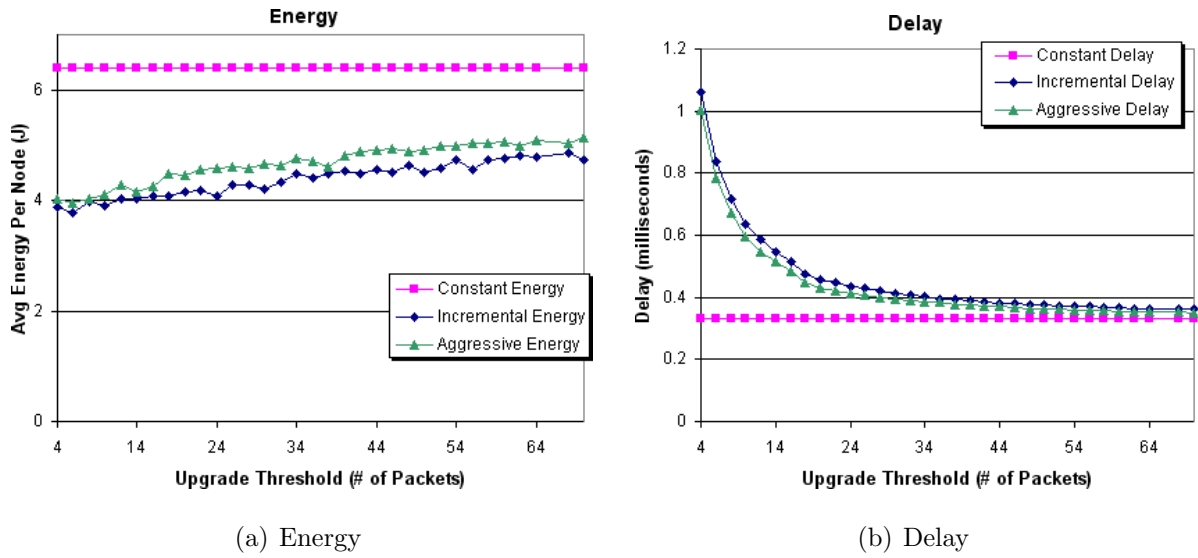 Energy
Avg Energy Per Node (J)
6
4
2
0
Constant Energy
Incremental Energy
Aggressive Energy
4 14 24 34 44 54 64
Upgrade Threshold (# of Packets)
(a) Energy
Delay
Delay (milliseconds)
1.2
1
0.8
0.6
0.4
0.2
0
Constant Delay
Incremental Delay
Aggressive Delay
4 14 24 34 44 54 64
Upgrade Threshold (# of Packets)
(b) Delay